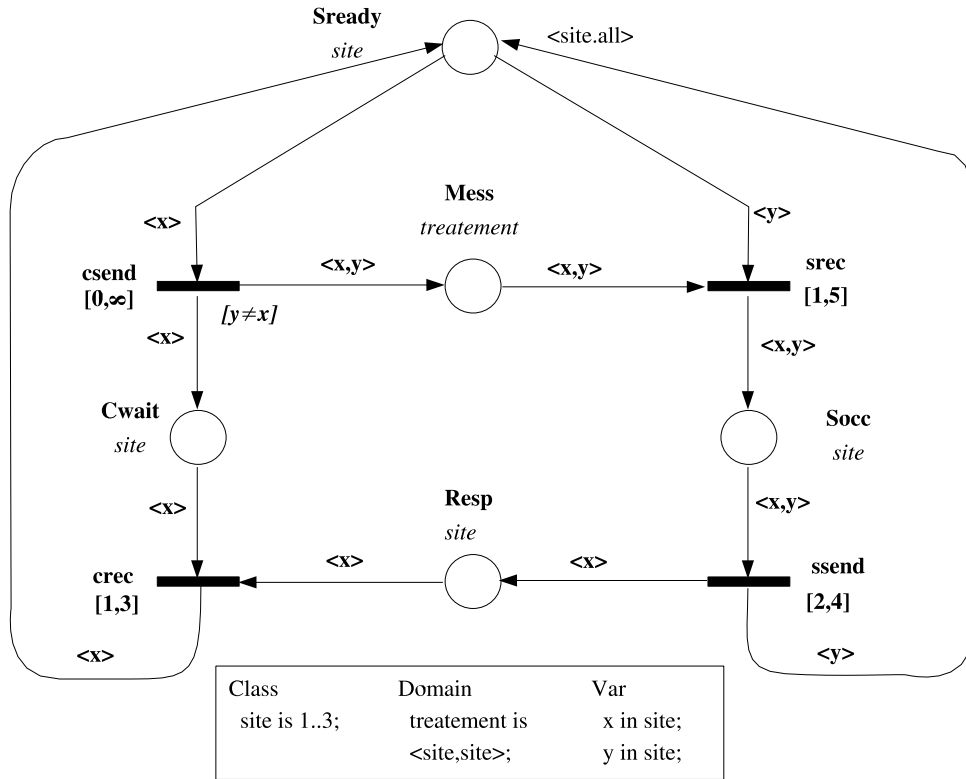 Sready
site
<site.all>
Mess
treatement
<x>
<y>
csend
[0,∞]
<x,y>
<x,y>
srec
[1,5]
[y≠x]
<x>
<x,y>
Cwait
site
Socc
site
Resp
site
<x>
<x,y>
crec
[1,3]
<x>
<x>
ssend
[2,4]
<x>
<y>
Class Domain Var
site is 1..3; treatement is x in site;
<site,site>; y in site;